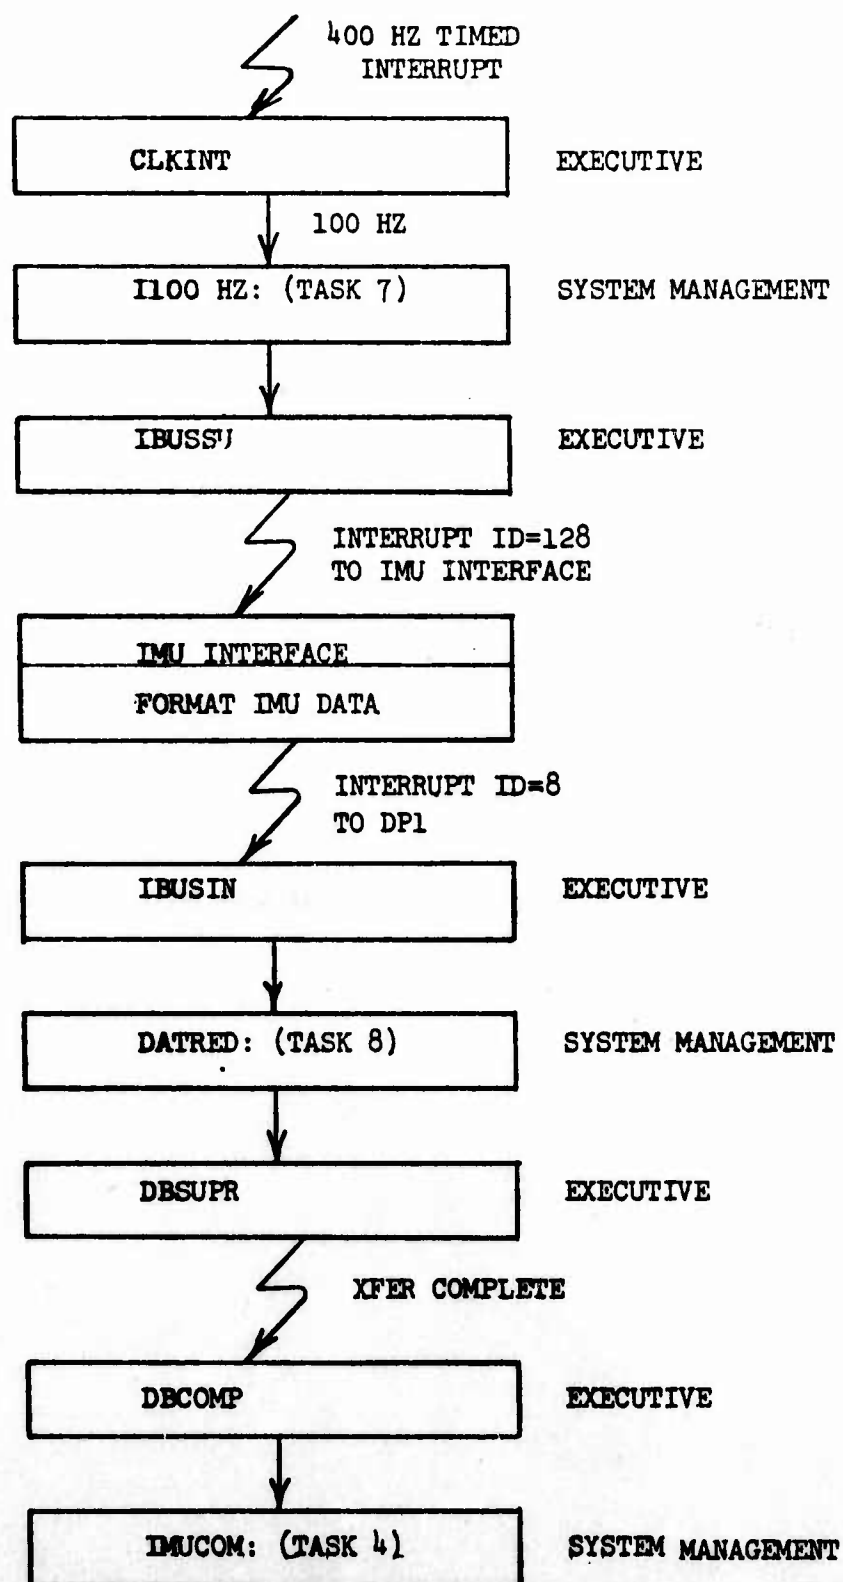 400 HZ TIMED
INTERRUPT
CLKINT
EXECUTIVE
100 HZ
I100 HZ: (TASK 7)
SYSTEM MANAGEMENT
IBUSSU
EXECUTIVE
INTERRUPT ID=128
TO IMU INTERFACE
IMU INTERFACE
FORMAT IMU DATA
INTERRUPT ID=8
TO DP1
IBUSIN
EXECUTIVE
DATRED: (TASK 8)
SYSTEM MANAGEMENT
DBSUPR
EXECUTIVE
XFER COMPLETE
DBCOMP
EXECUTIVE
IMUCOM: (TASK 4)
SYSTEM MANAGEMENT